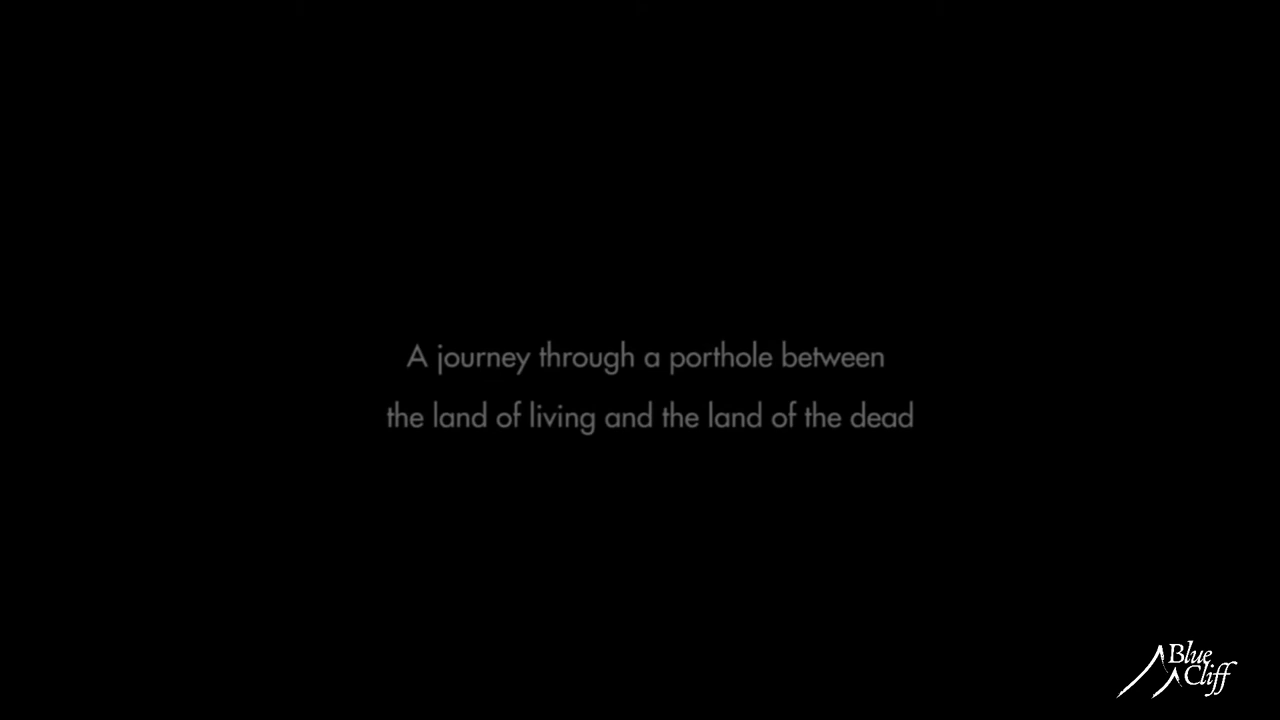 A journey through a porthole between
the land of living and the land of the dead
Blue
Cliff